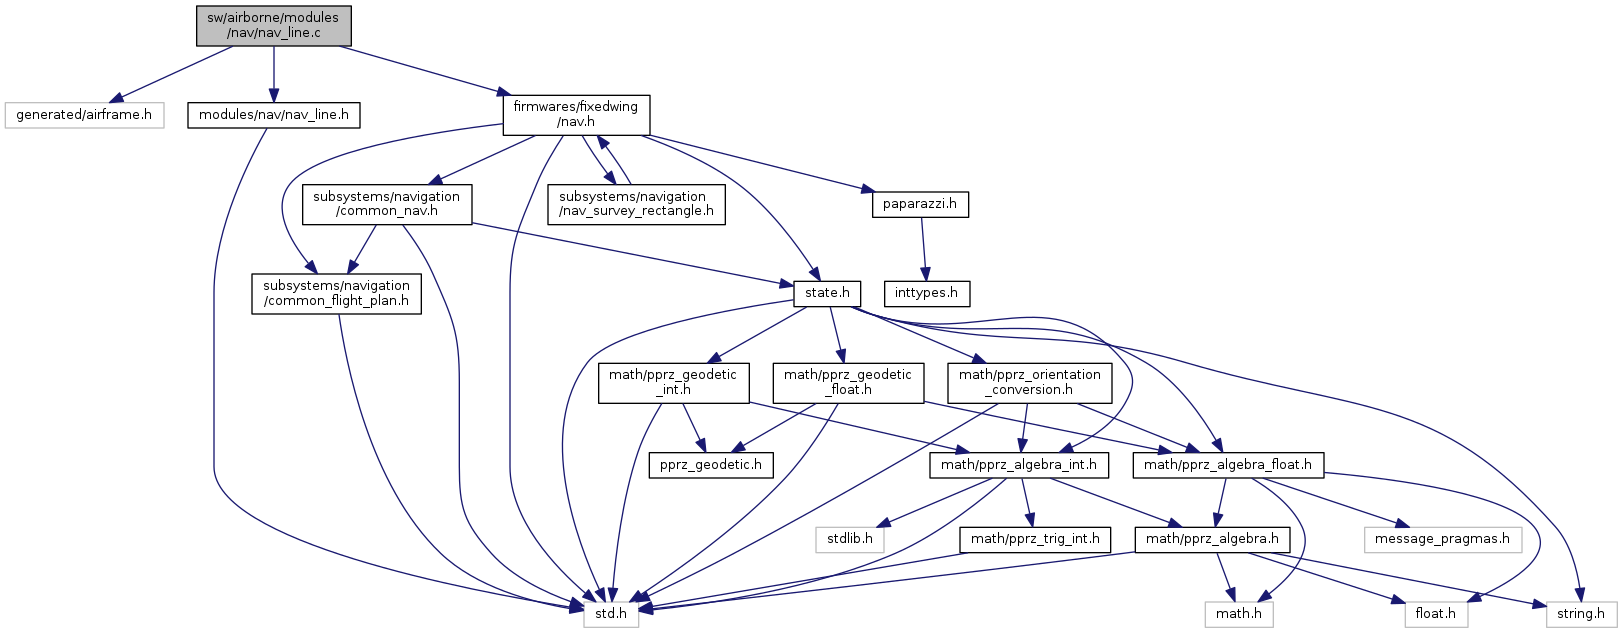 sw/airborne/modules
/nav/nav_line.c
generated/airframe.h
modules/nav/nav_line.h
firmwares/fixedwing
/nav.h
subsystems/navigation
/common_nav.h
subsystems/navigation
/nav_survey_rectangle.h
paparazzi.h
subsystems/navigation
/common_flight_plan.h
state.h
inttypes.h
math/pprz_geodetic
_int.h
math/pprz_geodetic
_float.h
math/pprz_orientation
_conversion.h
pprz_geodetic.h
math/pprz_algebra_int.h
math/pprz_algebra_float.h
stdlib.h
math/pprz_trig_int.h
math/pprz_algebra.h
message_pragmas.h
std.h
math.h
float.h
string.h